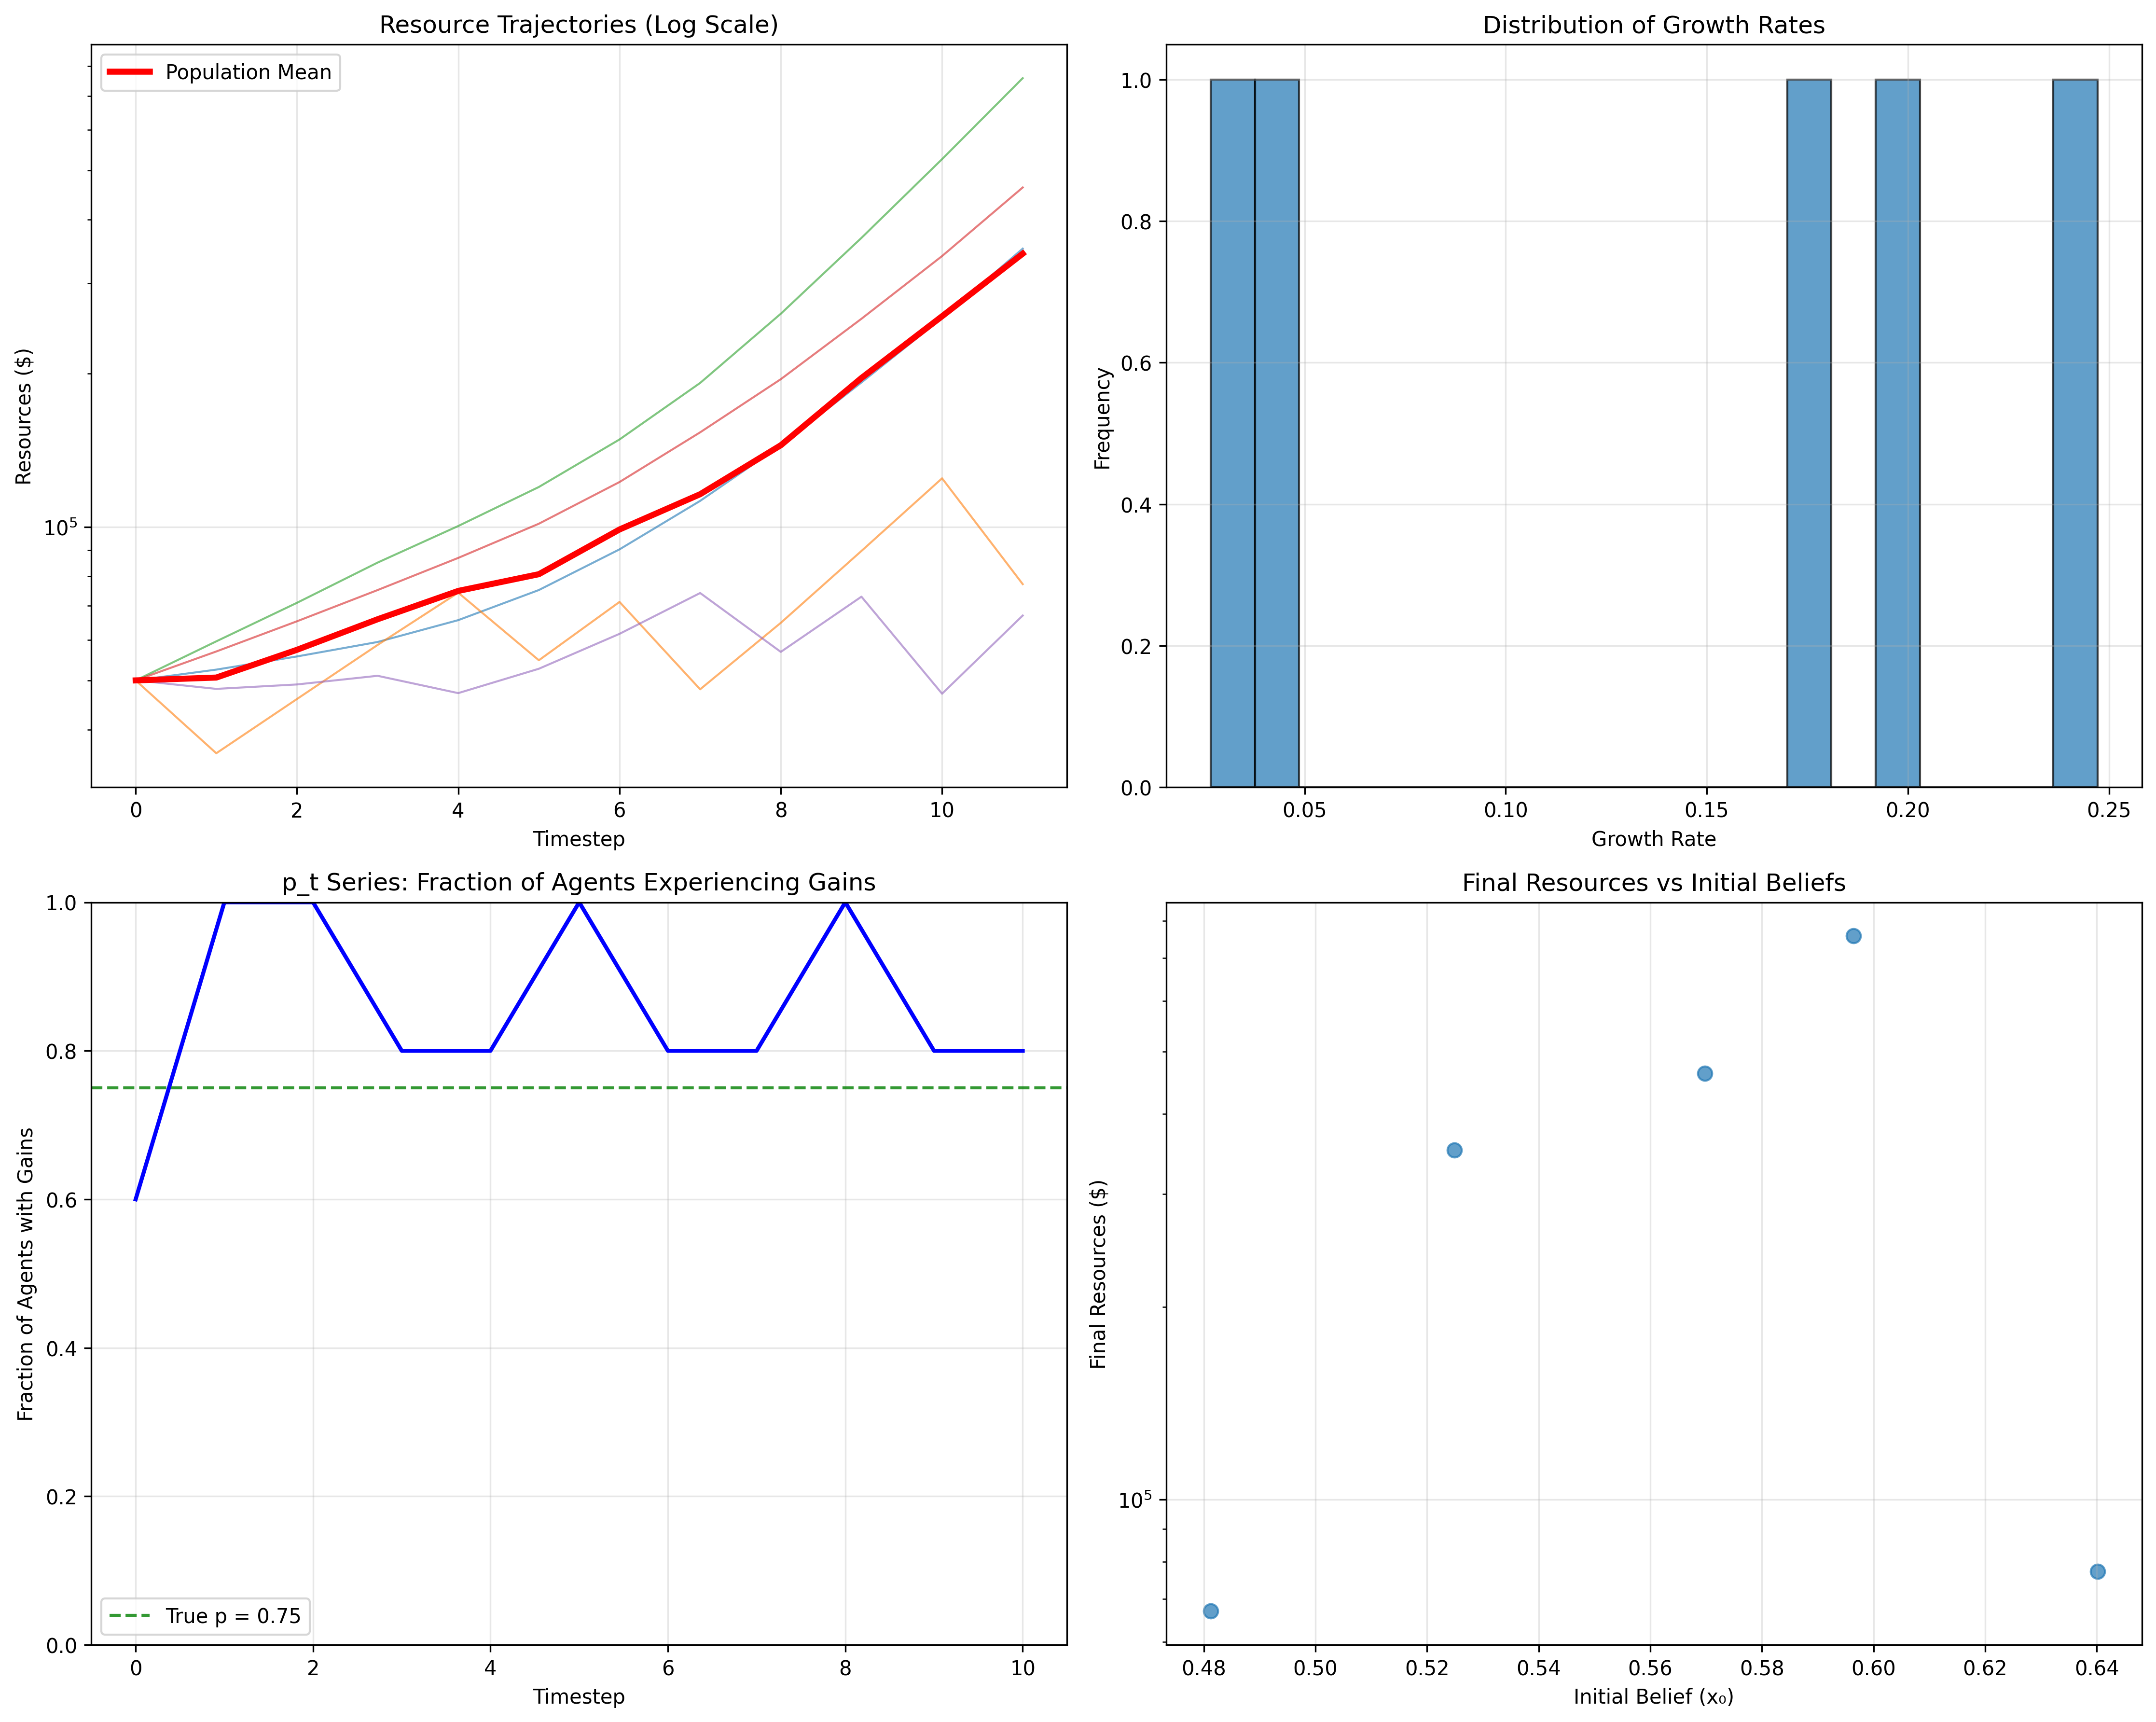 Resource Trajectories (Log Scale)
Population Mean
Resources ($)
10⁵
0 2 4 6 8 10
Timestep
Distribution of Growth Rates
Frequency
1.0
0.8
0.6
0.4
0.2
0.0
0.05 0.10 0.15 0.20 0.25
Growth Rate
p_t Series: Fraction of Agents Experiencing Gains
Fraction of Agents with Gains
1.0
0.8
0.6
0.4
0.2
0.0
True p = 0.75
0 2 4 6 8 10
Timestep
Final Resources vs Initial Beliefs
Final Resources ($)
10⁵
0.48 0.50 0.52 0.54 0.56 0.58 0.60 0.62 0.64
Initial Belief (x₀)